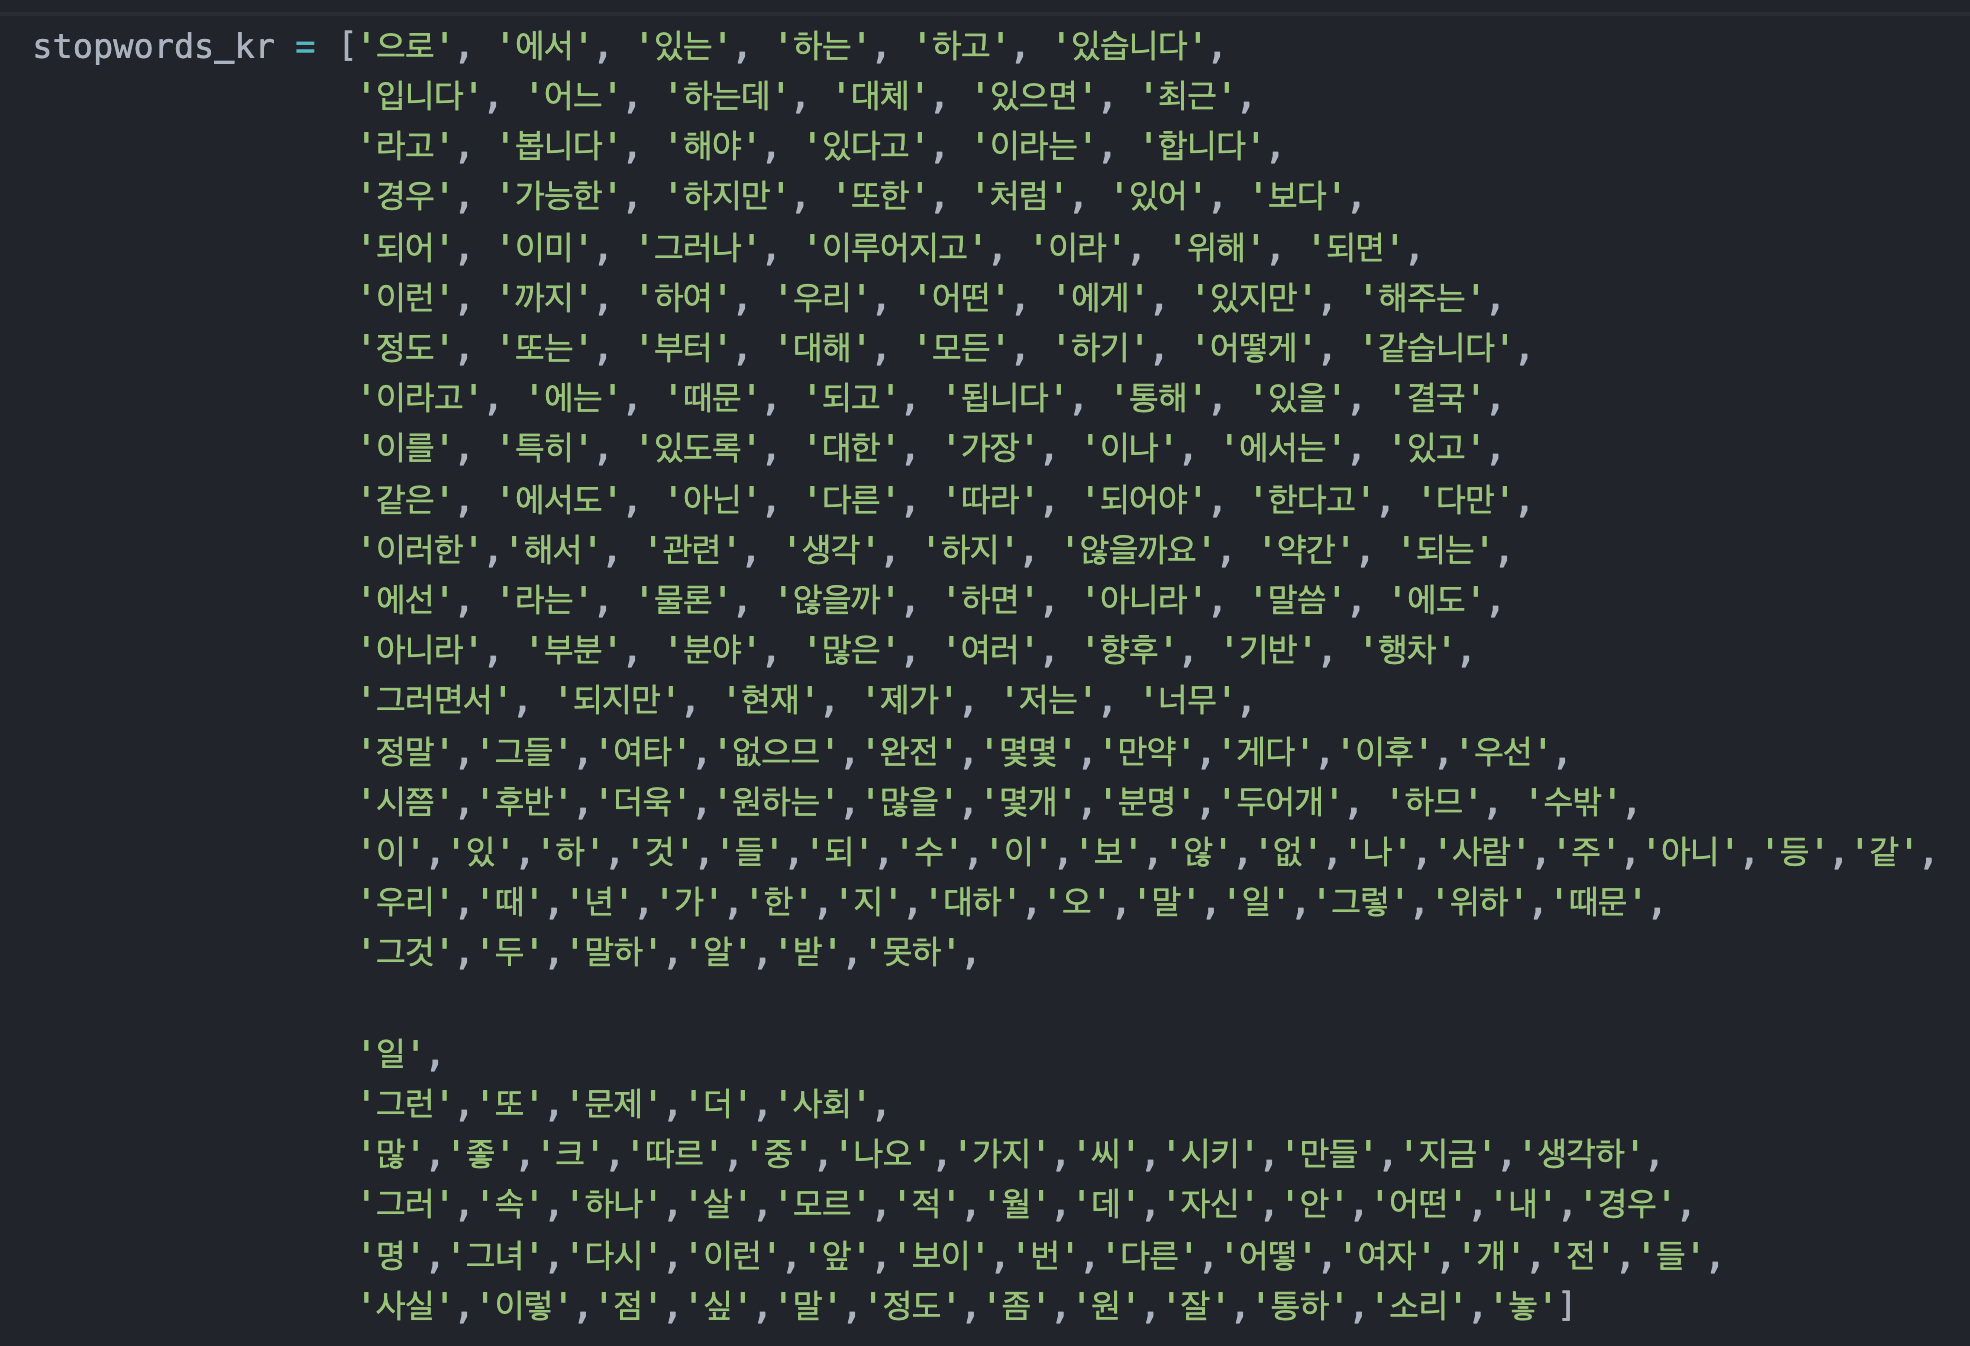 stopwords_kr = ['으로', '에서', '있는', '하는', '하고', '있습니다',
'입니다', '어느', '하는데', '대체', '있으면', '최근',
'라고', '봅니다', '해야', '있다고', '이라는', '합니다',
'경우', '가능한', '하지만', '또한', '처럼', '있어', '보다',
'되어', '이미', '그러나', '이루어지고', '이라', '위해', '되면',
'이런', '까지', '하여', '우리', '어떤', '에게', '있지만', '해주는',
'정도', '또는', '부터', '대해', '모든', '하기', '어떻게', '같습니다',
'이라고', '에는', '때문', '되고', '됩니다', '통해', '있을', '결국',
'이를', '특히', '있도록', '대한', '가장', '이나', '에서는', '있고',
'같은', '에서도', '아닌', '다른', '따라', '되어야', '한다고', '다만',
'이러한','해서', '관련', '생각', '하지', '않을까요', '약간', '되는',
'에선', '라는', '물론', '않을까', '하면', '아니라', '말씀', '에도',
'아니라', '부분', '분야', '많은', '여러', '향후', '기반', '행차',
'그러면서', '되지만', '현재', '제가', '저는', '너무',
'정말','그들','여타','없으므','완전','몇몇','만약','게다','이후','우선',
'시쯤','후반','더욱','원하는','많을','몇개','분명','두어개', '하므', '수밖',
'이','있','하','것','들','되','수','이','보','않','없','나','사람','주','아니','등','같',
'우리','때','년','가','한','지','대하','오','말','일','그렇','위하','때문',
'그것','두','말하','알','받','못하',
'일',
'그런','또','문제','더','사회',
'많','좋','크','따르','중','나오','가지','씨','시키','만들','지금','생각하',
'그러','속','하나','살','모르','적','월','데','자신','안','어떤','내','경우',
'명','그녀','다시','이런','앞','보이','번','다른','어떻','여자','개','전','들',
'사실','이렇','점','싶','말','정도','좀','원','잘','통하','소리','놓']